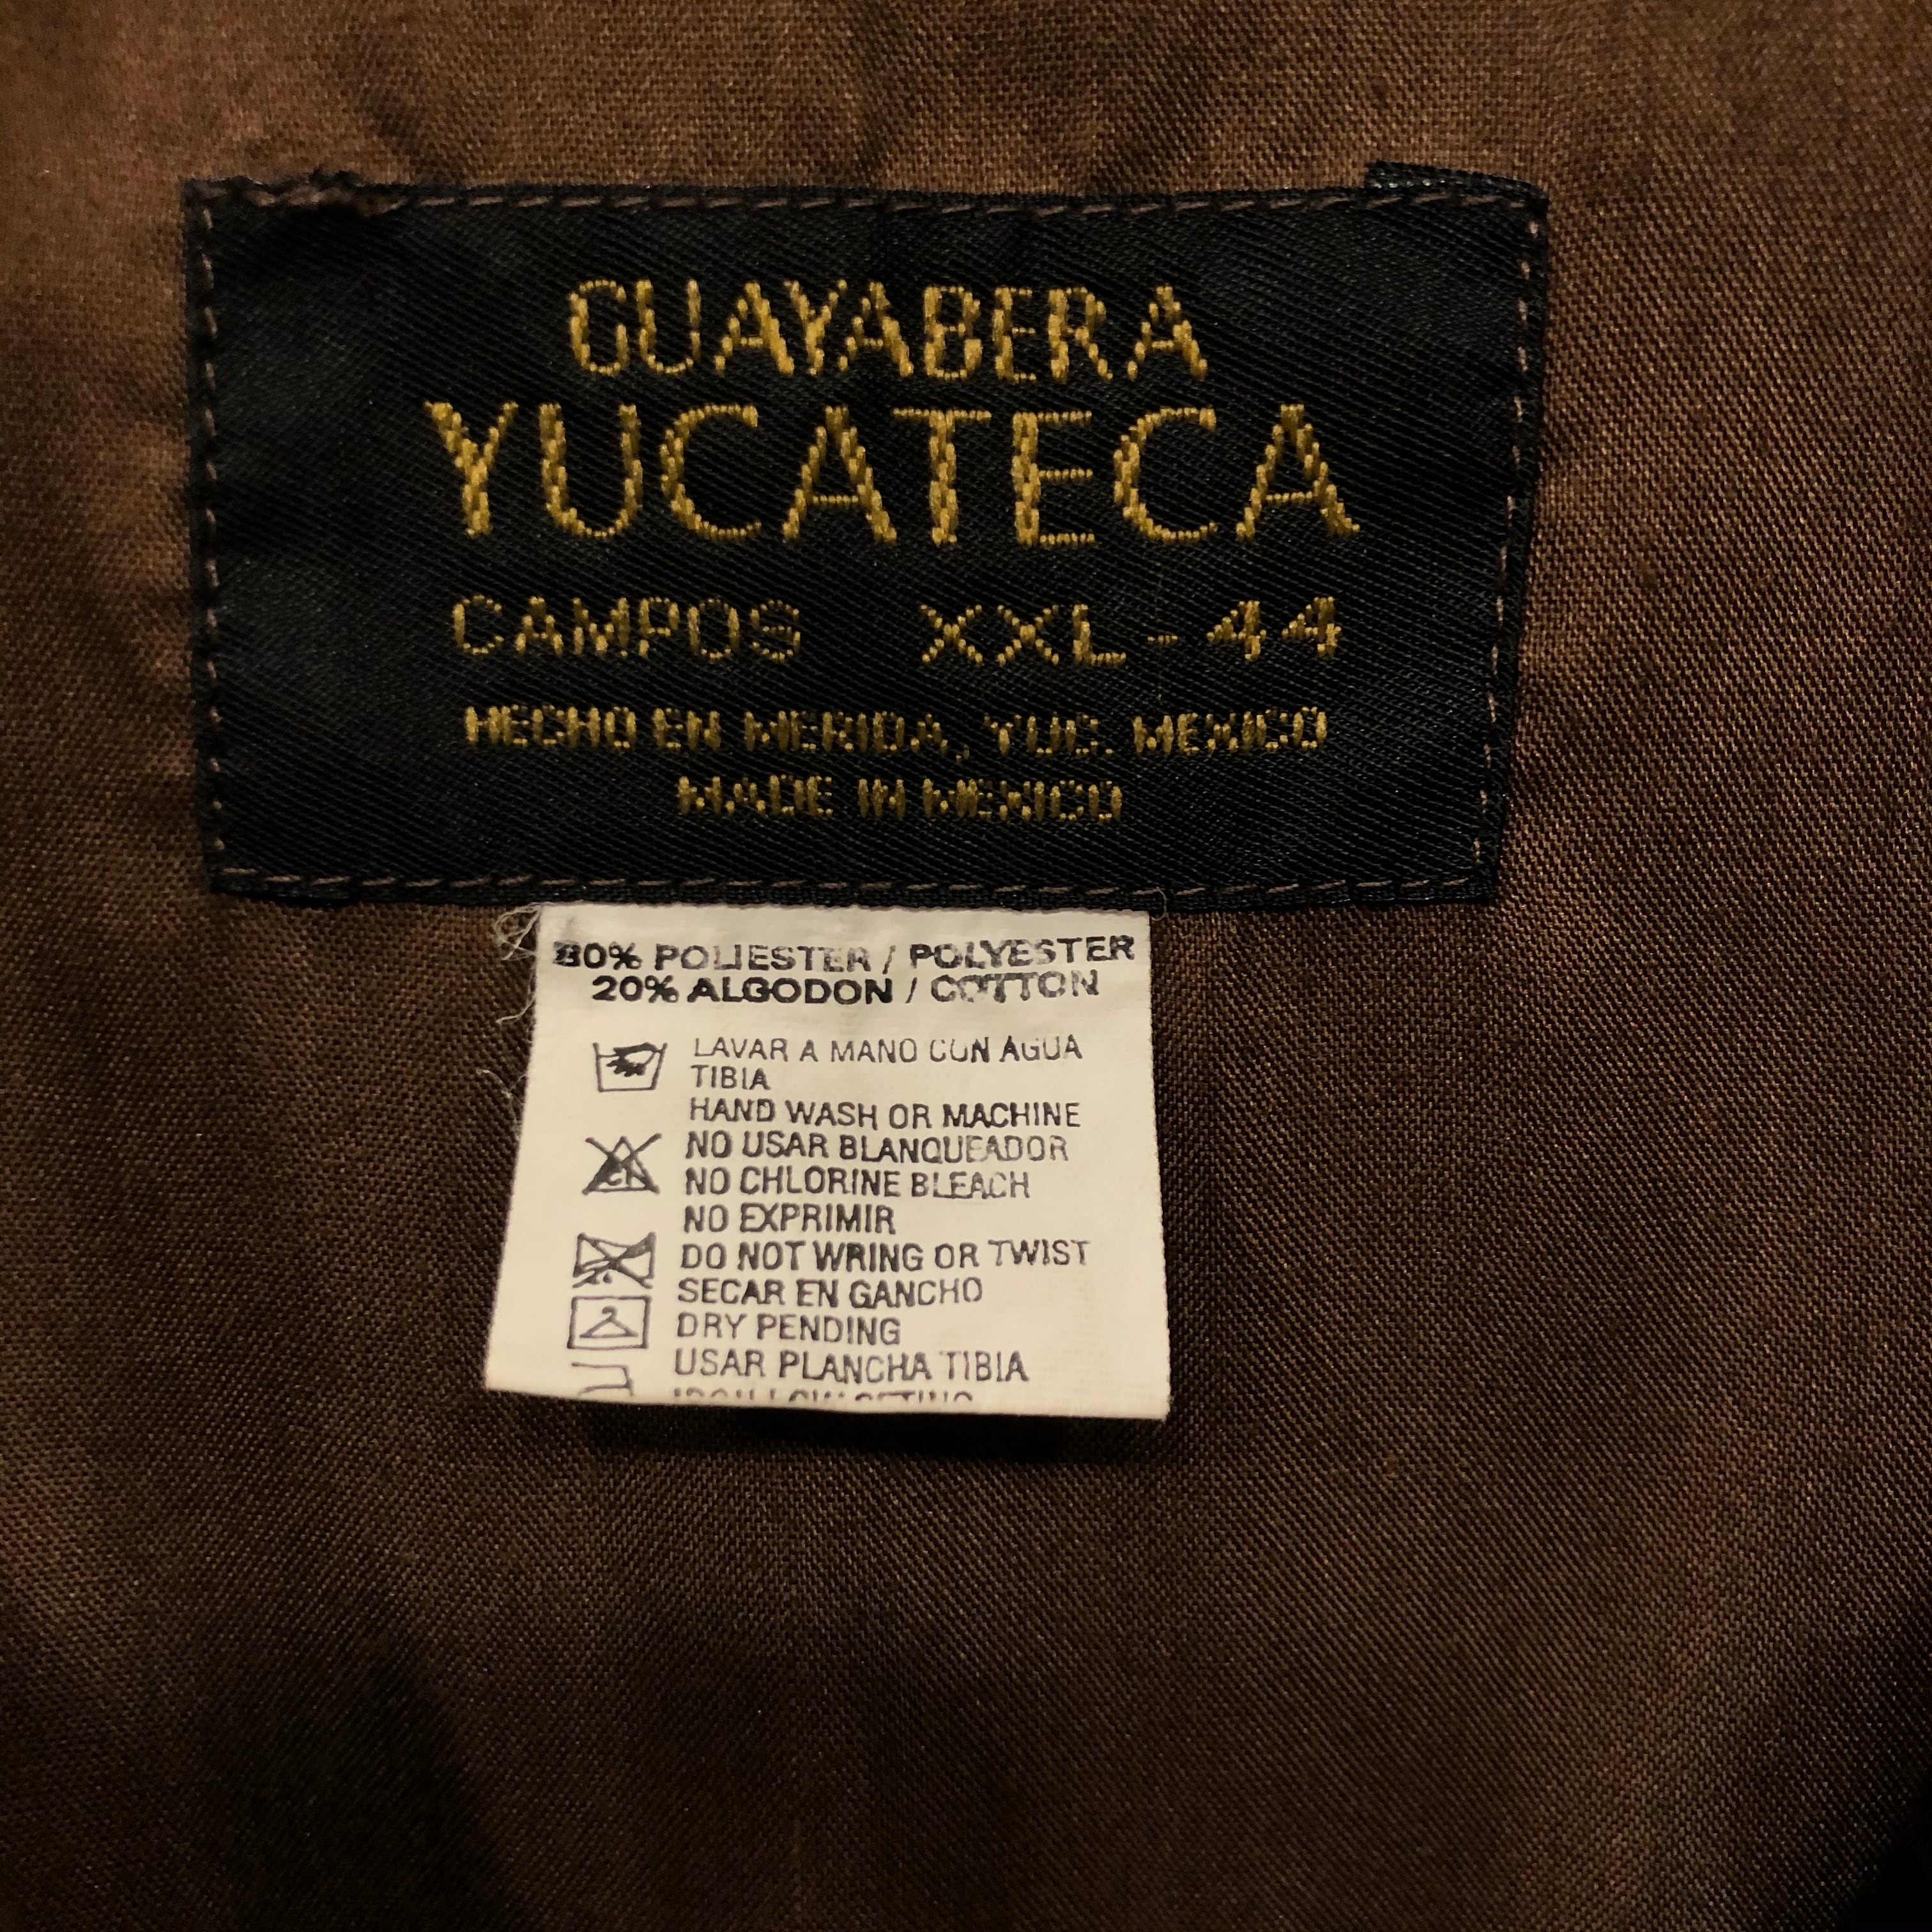 GUAYABERA
YUCATECA
CAMPOS XXL-44
HECHO EN MERIDA, YUC. MEXICO
MADE IN MEXICO
80% POLIESTER / POLYESTER
20% ALGODON / COTTON
LAVAR A MANO CON AGUA
TIBIA
HAND WASH OR MACHINE
NO USAR BLANQUEADOR
NO CHLORINE BLEACH
NO EXPRIMIR
DO NOT WRING OR TWIST
SECAR EN GANCHO
DRY PENDING
USAR PLANCHA TIBIA